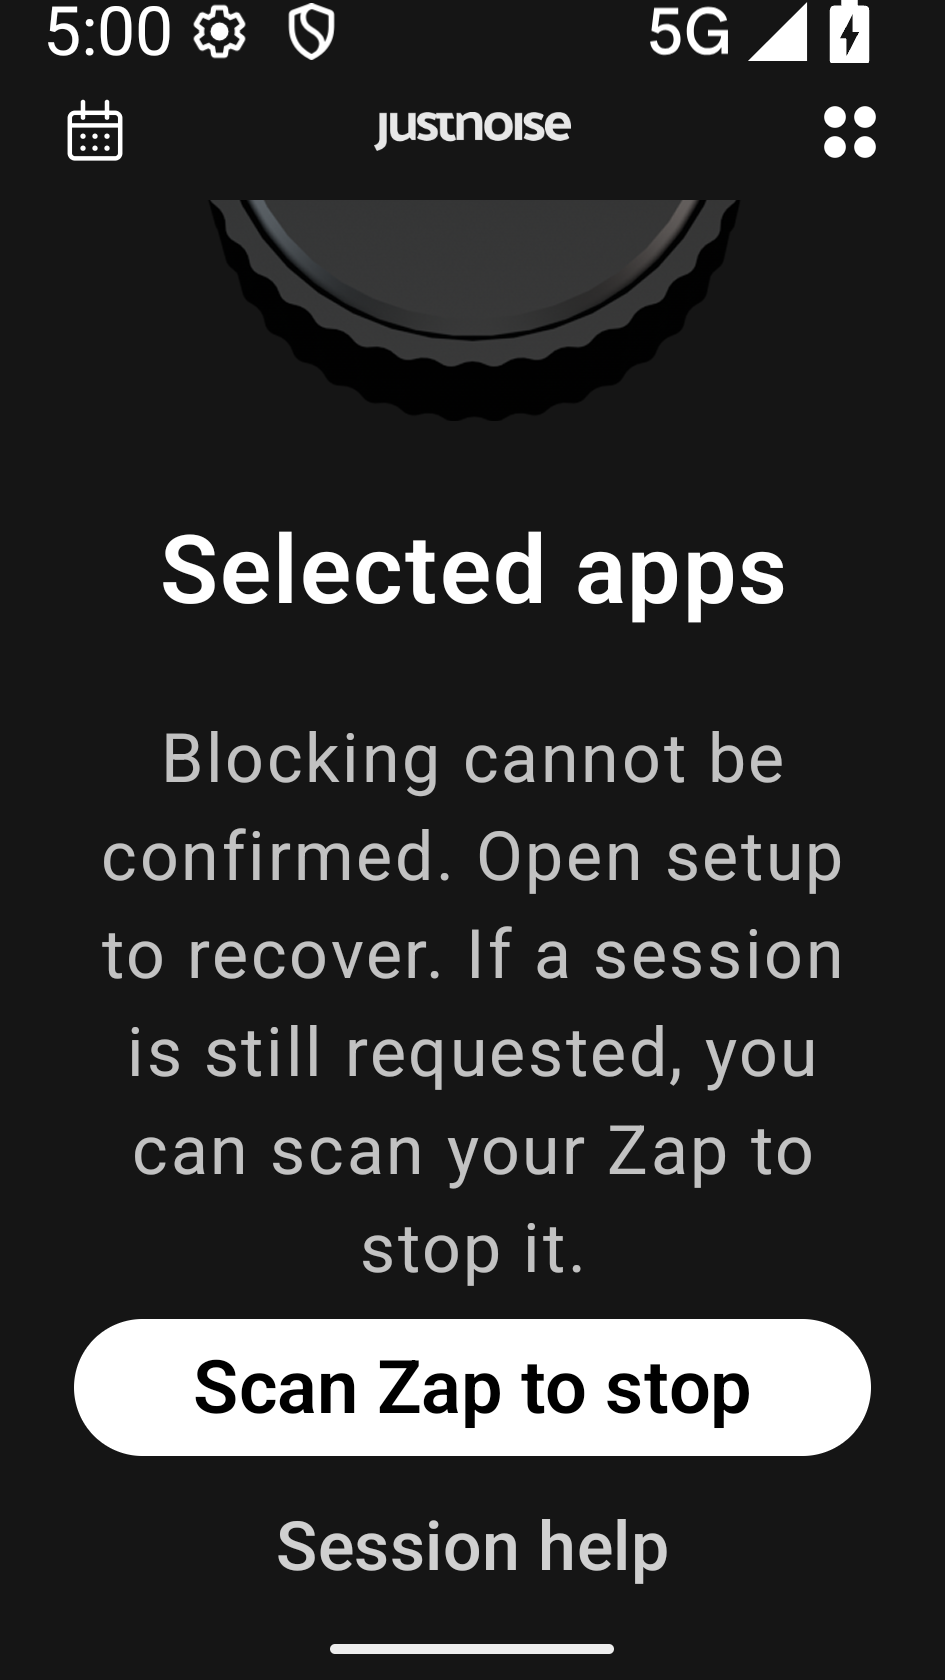 5:00 5G
justnoise
Selected apps
Blocking cannot be
confirmed. Open setup
to recover. If a session
is still requested, you
can scan your Zap to
stop it.
Scan Zap to stop
Session help